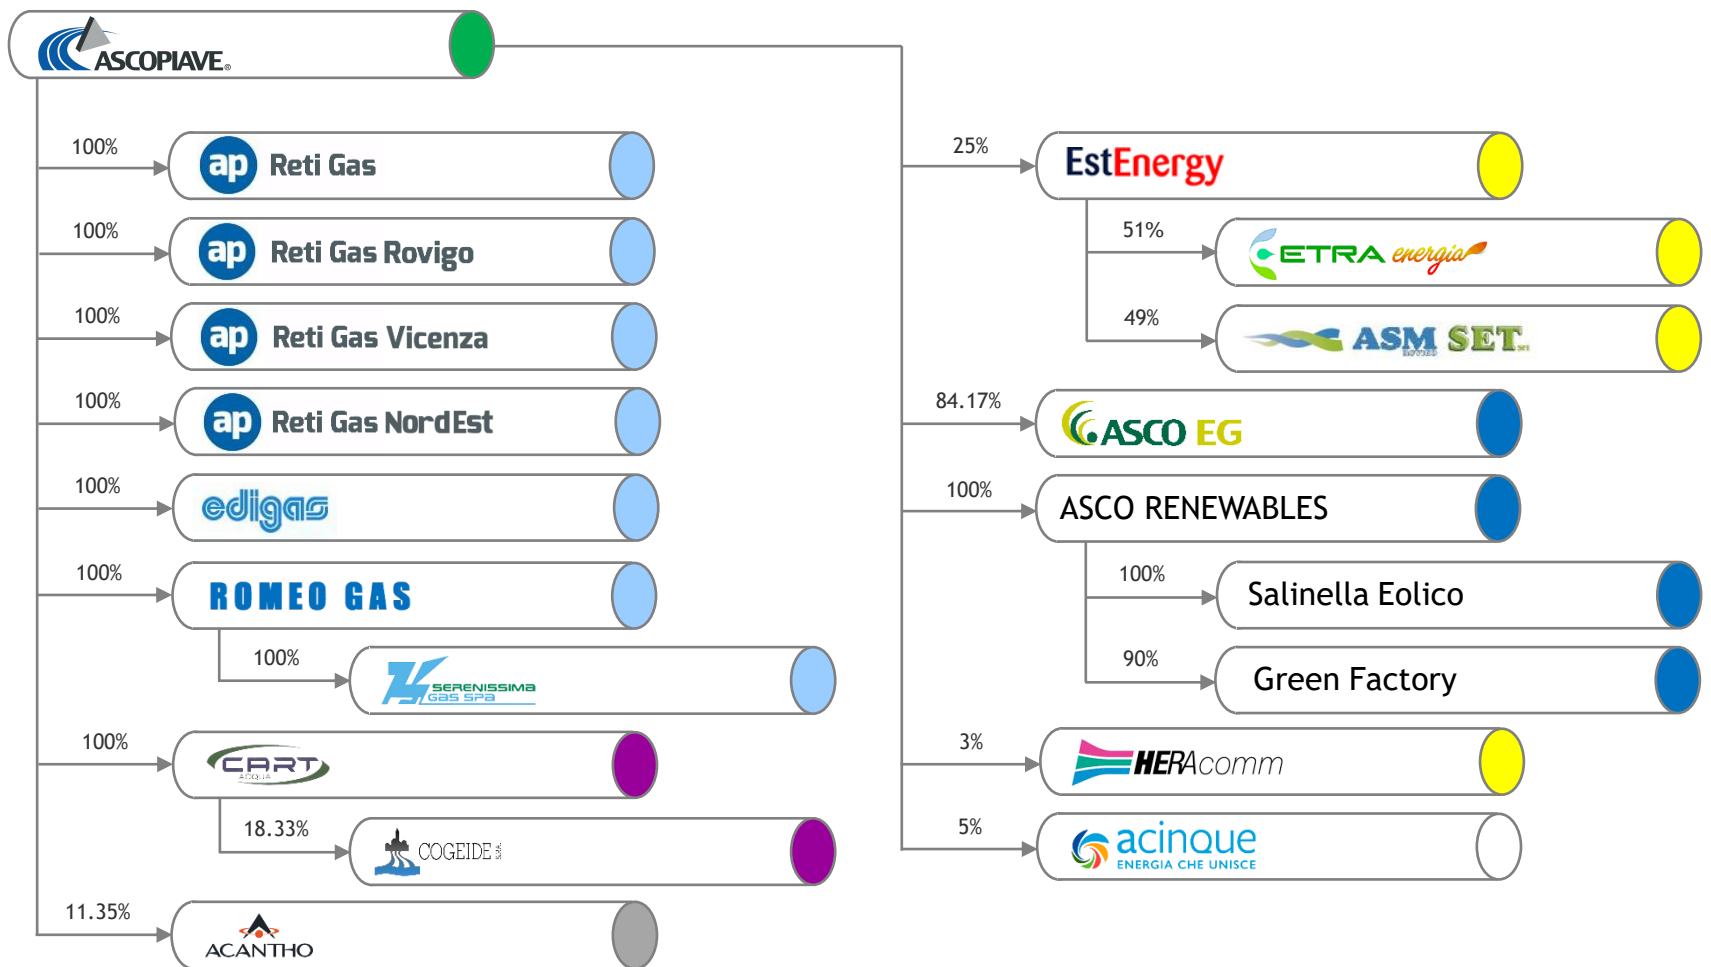 ASCOPIAVE®
100%
ap Reti Gas
100%
ap Reti Gas Rovigo
100%
ap Reti Gas Vicenza
100%
ap Reti Gas NordEst
100%
edigas
100%
ROMEO GAS
100%
SERENISSIMA
GAS SPA
100%
CART
ACQUA
18.33%
COGEIDE
11.35%
ACANTHO
25%
EstEnergy
51%
ETRA energia
49%
ASM SET
ROVIGO
84.17%
ASCO EG
100%
ASCO RENEWABLES
100%
Salinella Eolico
90%
Green Factory
3%
HERAcomm
5%
acinque
ENERGIA CHE UNISCE